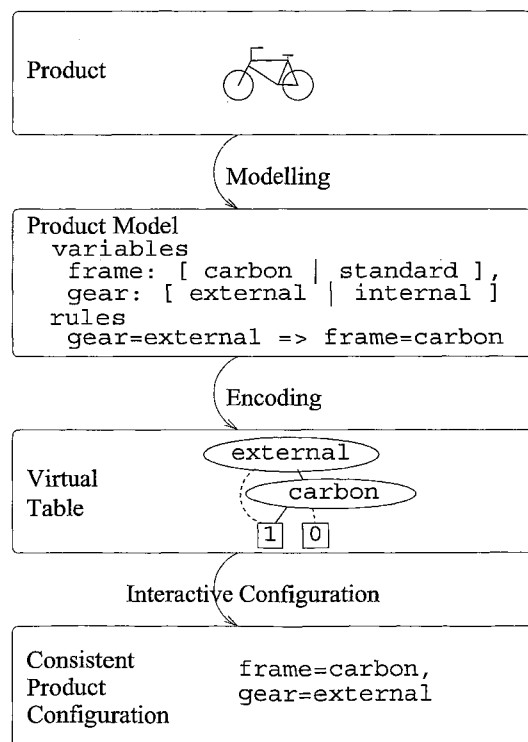 Product
Modelling
Product Model
variables
frame: [ carbon | standard ],
gear: [ external | internal ]
rules
gear=external => frame=carbon
Encoding
external
Virtual
Table
carbon
1 0
Interactive Configuration
Consistent
Product
Configuration
frame=carbon,
gear=external